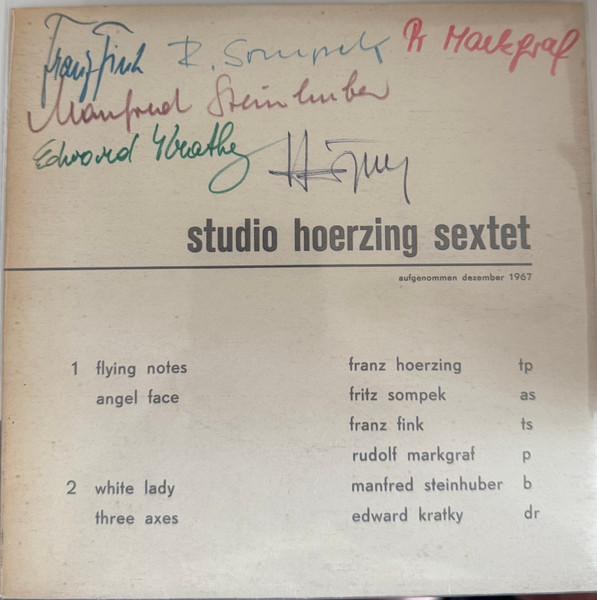 Franz Fink R. Sompek R Markgraf
Manfred Steinhuber
Edward Kratky
studio hoerzing sextet
aufgenommen dezember 1967
1 flying notes franz hoerzing tp
angel face fritz sompek as
franz fink ts
rudolf markgraf p
2 white lady manfred steinhuber b
three axes edward kratky dr